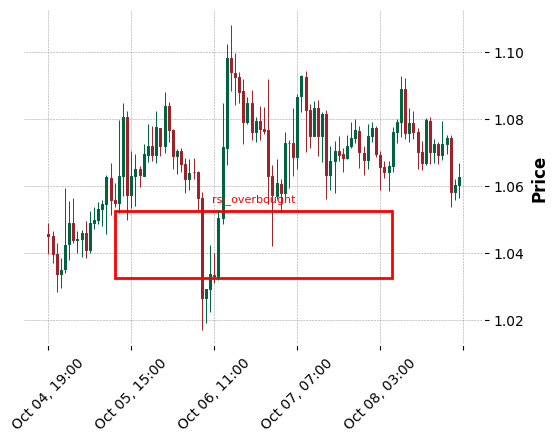 1.10
1.08
rsi_overbought
1.06
1.04
1.02
Price
Oct 04, 19:00
Oct 05, 15:00
Oct 06, 11:00
Oct 07, 07:00
Oct 08, 03:00